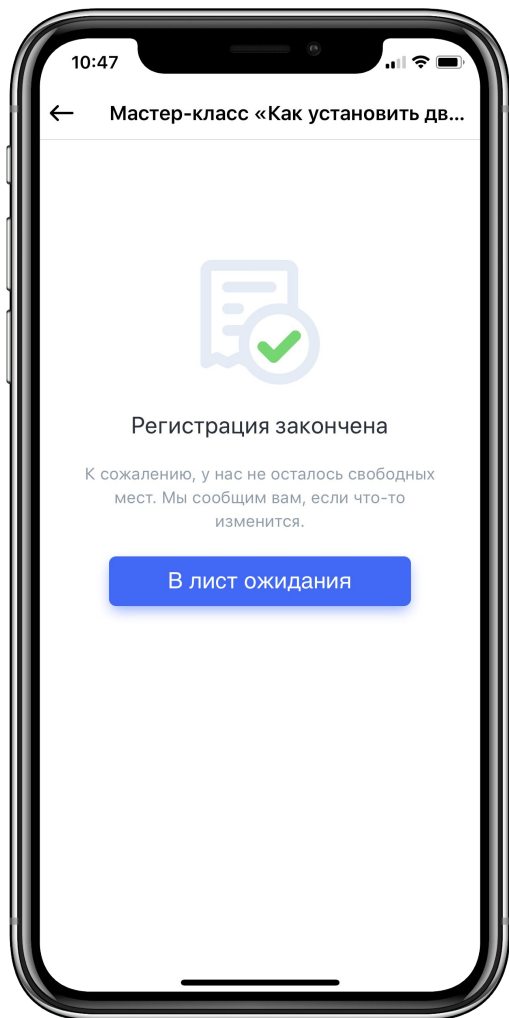 10:47
Мастер-класс «Как установить дв...
Регистрация закончена
К сожалению, у нас не осталось свободных
мест. Мы сообщим вам, если что-то
изменится.
В лист ожидания